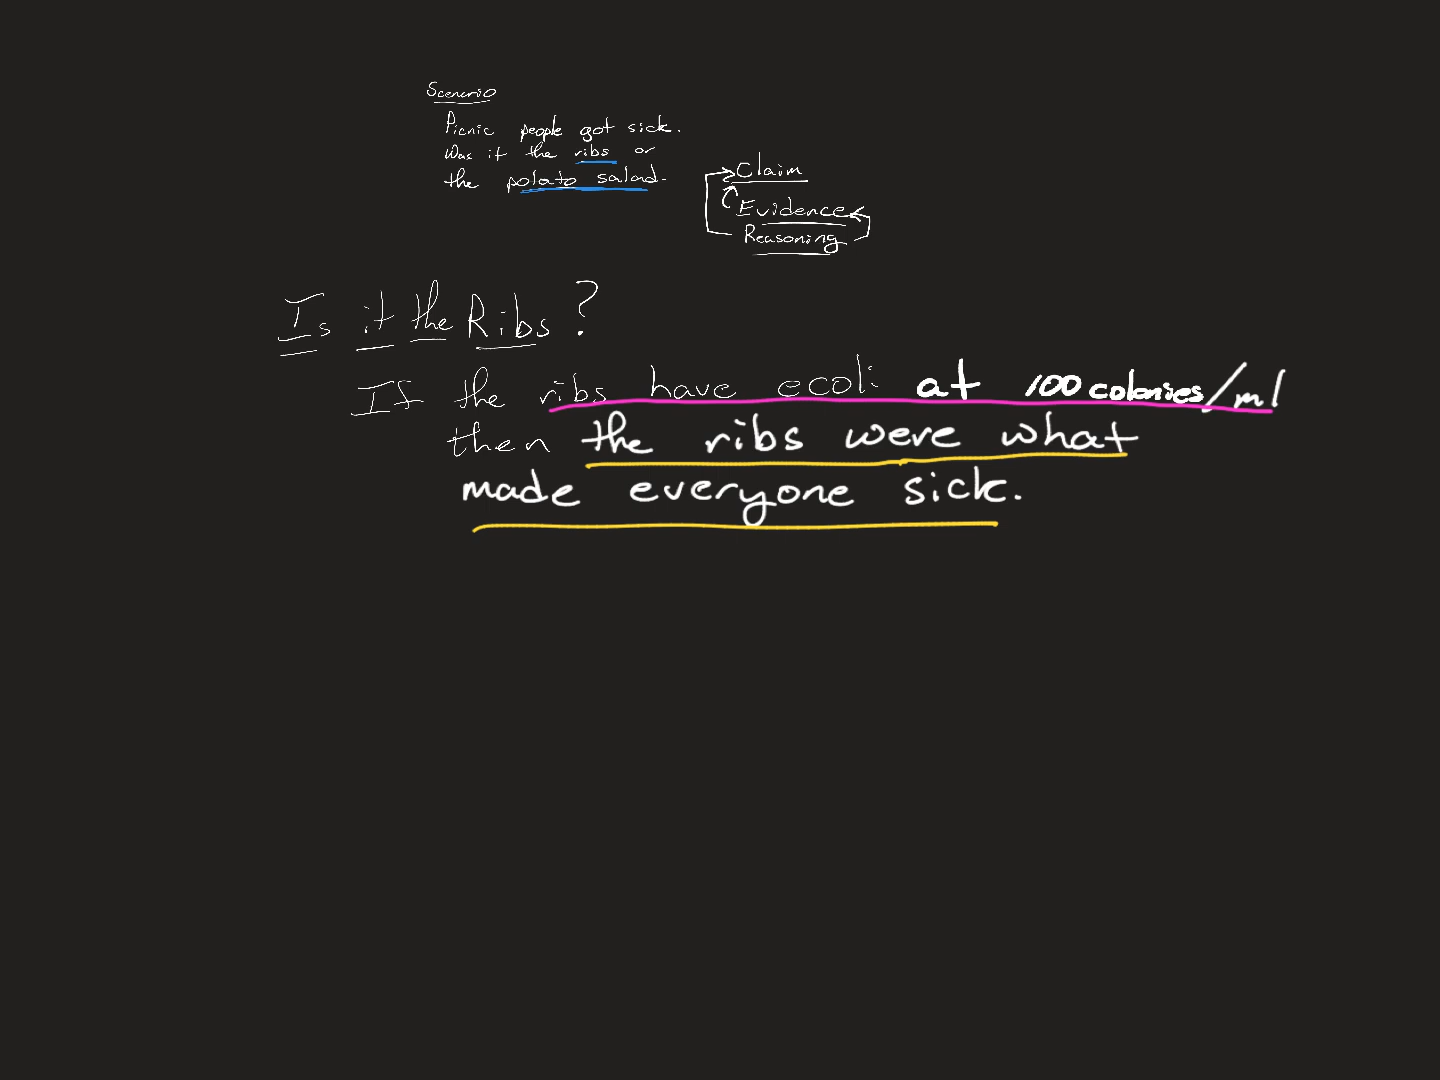 Scenario
Picnic people got sick.
Was it the ribs or
the potato salad.
Claim
Evidence
Reasoning
Is it the Ribs?
If the ribs have ecoli at 100 colonies/ml
then the ribs were what
made everyone sick.